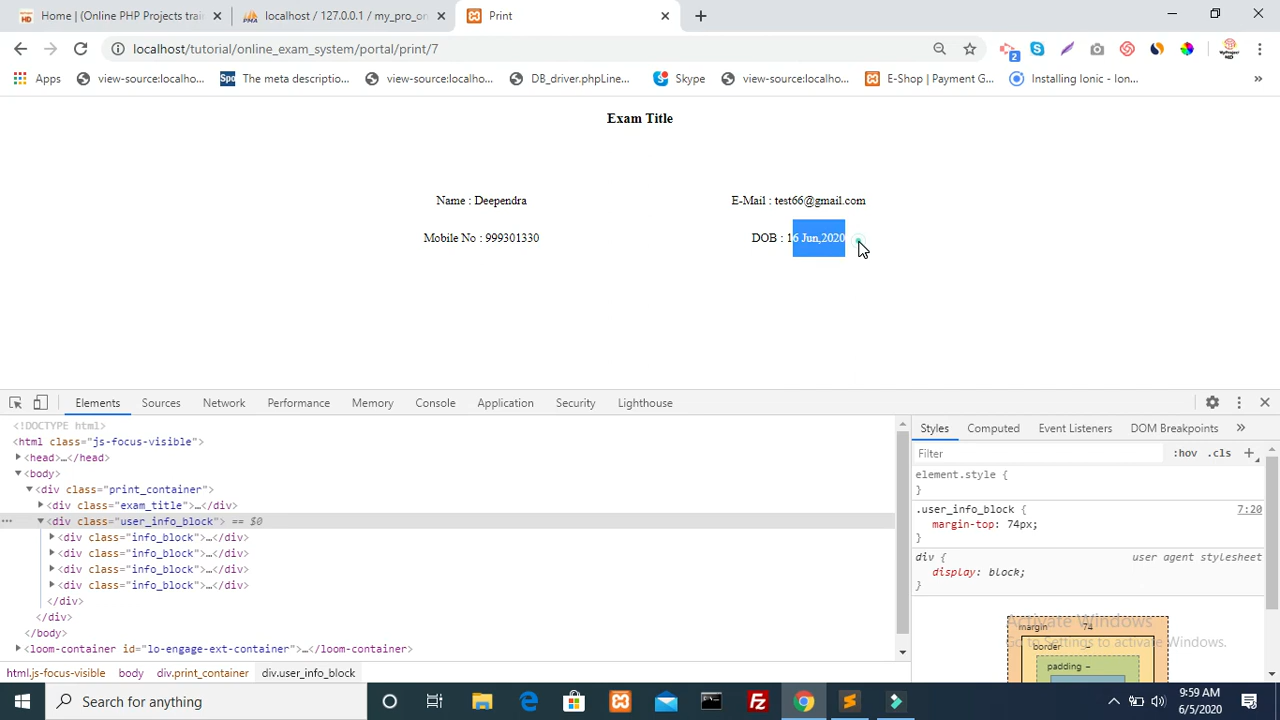 Home | (Online PHP Projects trai
localhost / 127.0.0.1 / my_pro_on
Print
localhost/tutorial/online_exam_system/portal/print/7
2
Apps
view-source:localho...
Spo
The meta descriptio...
view-source:localho...
DB_driver.phpLine...
Skype
view-source:localho...
E-Shop | Payment G...
Installing Ionic - Ion...
»
Exam Title
Name : Deependra
E-Mail : test66@gmail.com
Mobile No : 999301330
DOB : 16 Jun,2020
Elements Sources Network Performance Memory Console Application Security Lighthouse
<!DOCTYPE html>
<html class="js-focus-visible">
<head>…</head>
<body>
<div class="print_container">
<div class="exam_title">…</div>
<div class="user_info_block"> == $0
<div class="info_block">…</div>
<div class="info_block">…</div>
<div class="info_block">…</div>
<div class="info_block">…</div>
</div>
</div>
</body>
<loom-container id="lo-engage-ext-container">…</loom-container>
html.js-focus-visible body div.print_container div.user_info_block
Styles Computed Event Listeners DOM Breakpoints »
Filter :hov .cls +
element.style {
}
.user_info_block { 7:20
margin-top: 74px;
}
div { user agent stylesheet
display: block;
}
margin 74
border –
padding –
Activate Windows
Go to Settings to activate Windows.
Type here to search
9:59 AM
6/5/2020